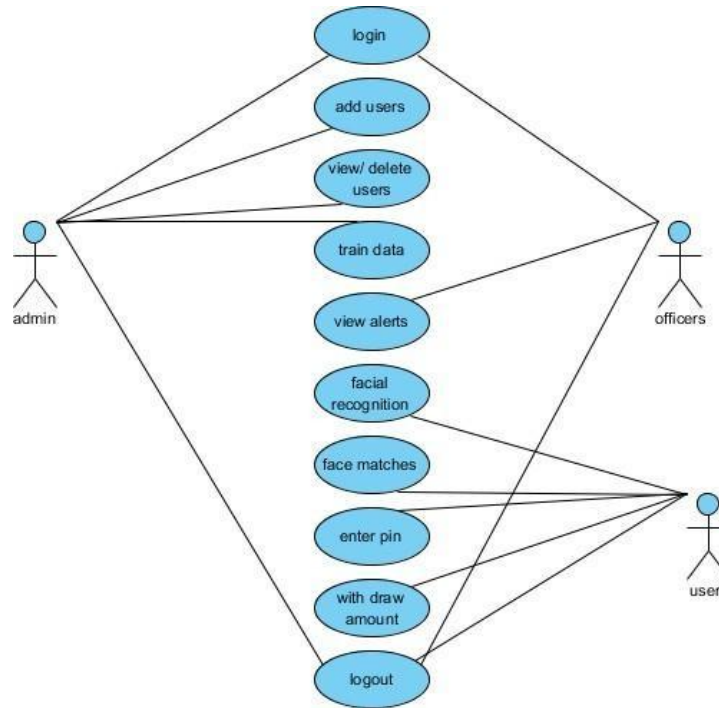 login
add users
view/ delete
users
train data
admin
officers
view alerts
facial
recognition
face matches
enter pin
user
with draw
amount
logout